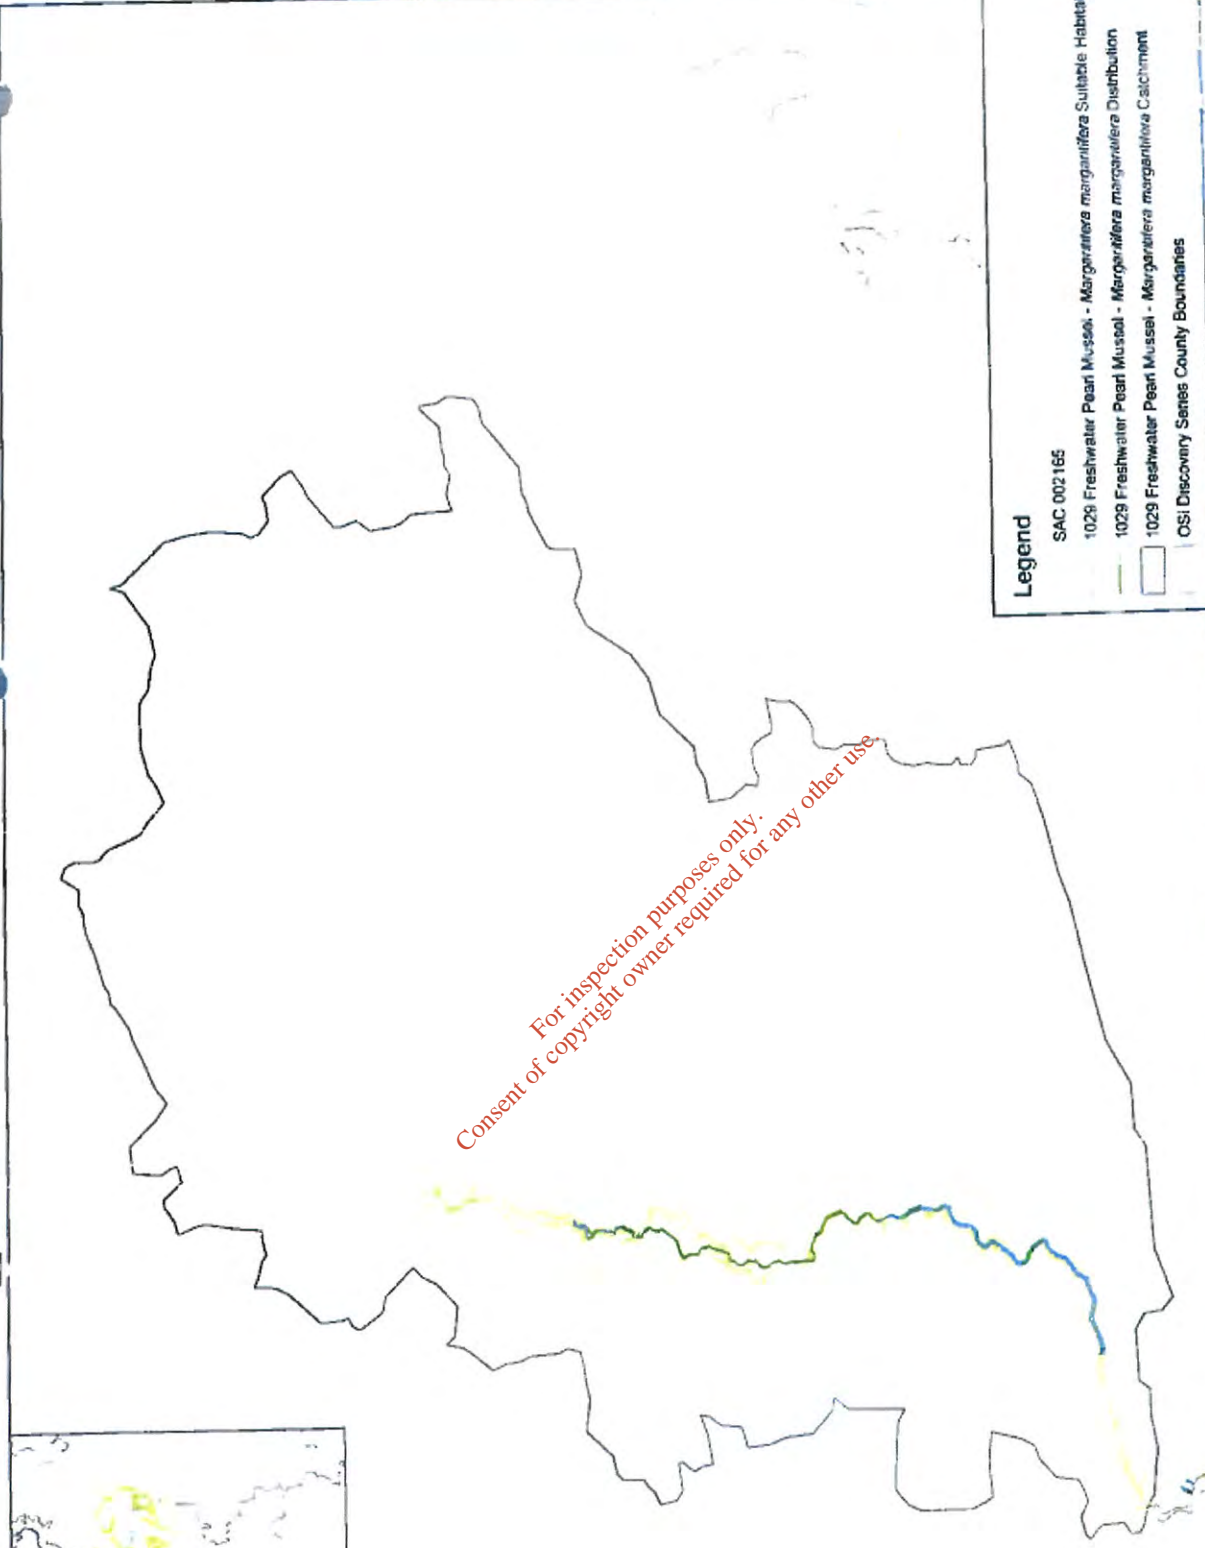 Legend
SAC 002165
1029 Freshwater Pearl Mussel - Margaritifera margaritifera Suitable
1029 Freshwater Pearl Mussel - Margaritifera margaritifera Distribution
1029 Freshwater Pearl Mussel - Margaritifera margaritifera Catchment
OSi Discovery Series County Boundaries
For inspection purposes only.
Consent of copyright owner required for any other use.